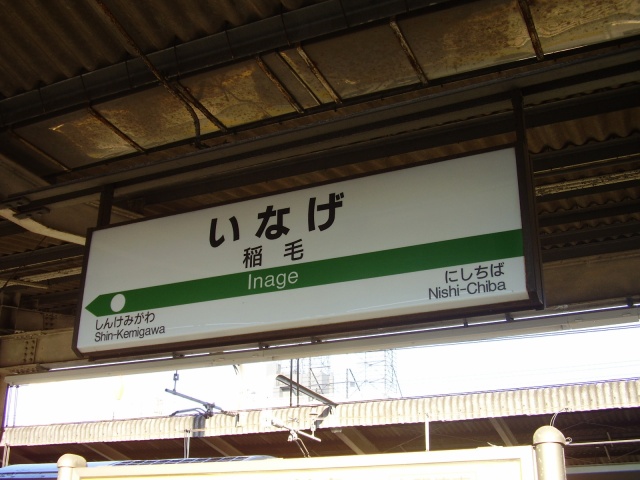 いなげ
稲毛
Inage
しんけみがわ
Shin-Kemigawa
にしちば
Nishi-Chiba